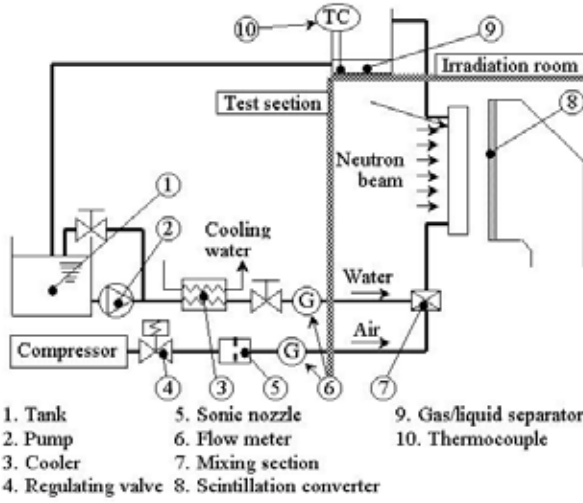 TC
10
9
Irradiation room
Test section
8
Neutron
beam
1
2
Cooling
water
Water
G
Air
Compressor
G
4
3
5
6
7
1. Tank
2. Pump
3. Cooler
4. Regulating valve
5. Sonic nozzle
6. Flow meter
7. Mixing section
8. Scintillation converter
9. Gas/liquid separator
10. Thermocouple